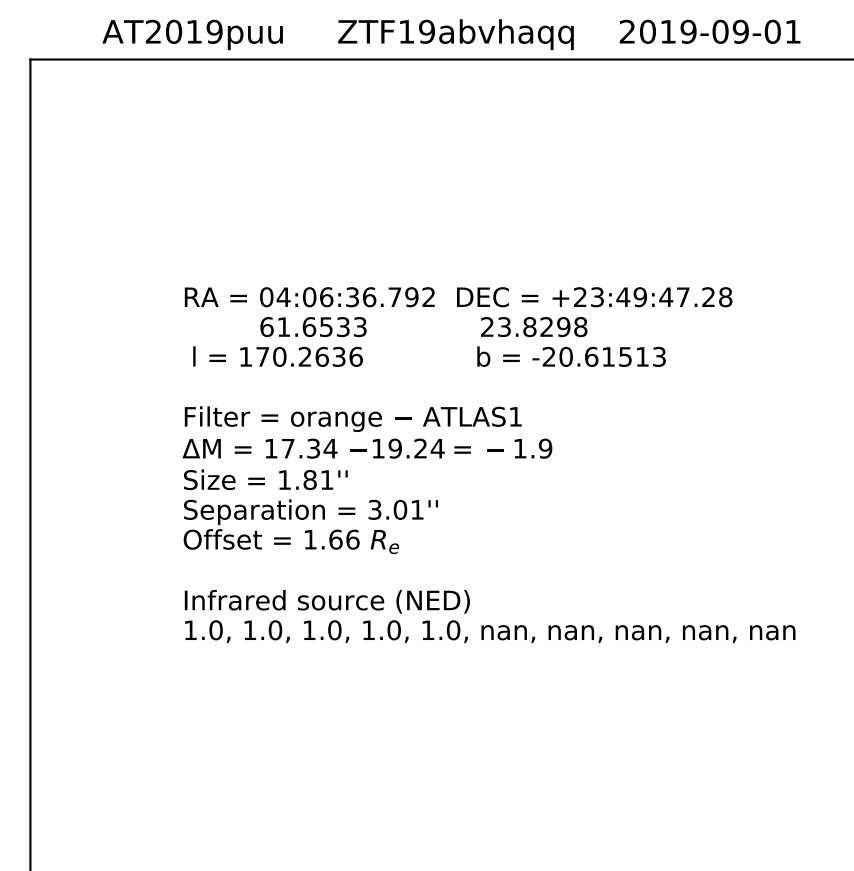 AT2019puu ZTF19abvhaqq 2019-09-01
RA = 04:06:36.792 DEC = +23:49:47.28
61.6533 23.8298
l = 170.2636 b = -20.61513
Filter = orange − ATLAS1
ΔM = 17.34 −19.24 = − 1.9
Size = 1.81''
Separation = 3.01''
Offset = 1.66 Re
Infrared source (NED)
1.0, 1.0, 1.0, 1.0, 1.0, nan, nan, nan, nan, nan